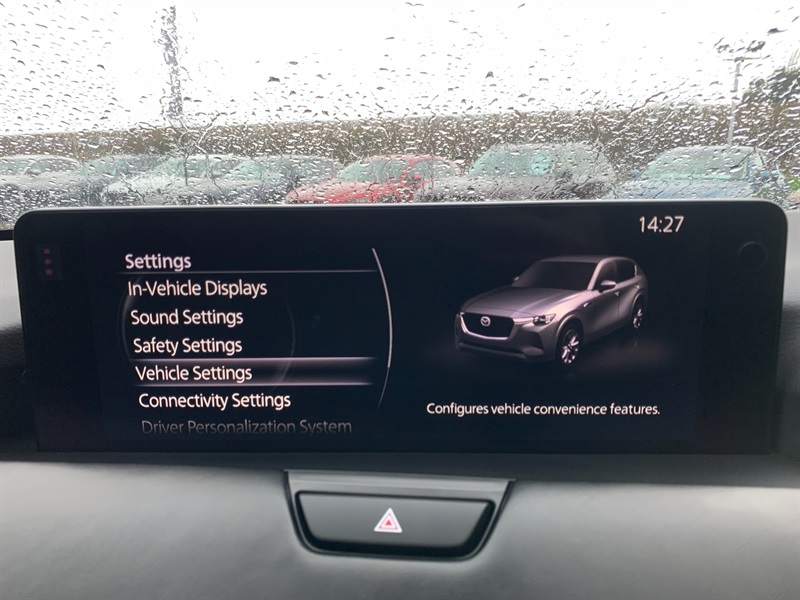 14:27
Settings
In-Vehicle Displays
Sound Settings
Safety Settings
Vehicle Settings
Connectivity Settings
Driver Personalization System
Configures vehicle convenience features.